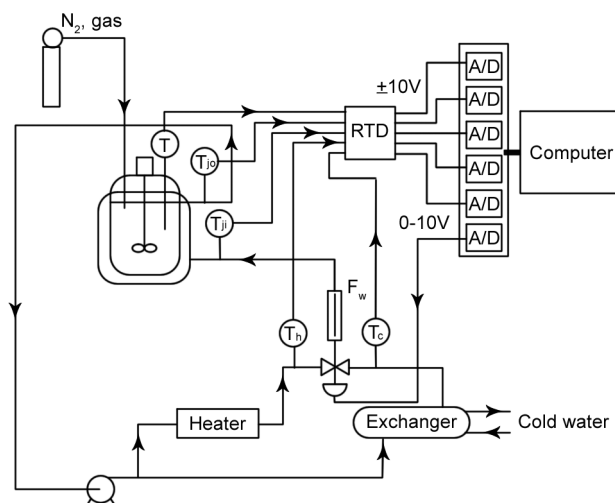 N₂, gas
±10V
A/D
A/D
A/D
A/D
A/D
A/D
RTD
Computer
T
Tjo
Tji
0-10V
Fw
Th
Tc
Heater
Exchanger
Cold water